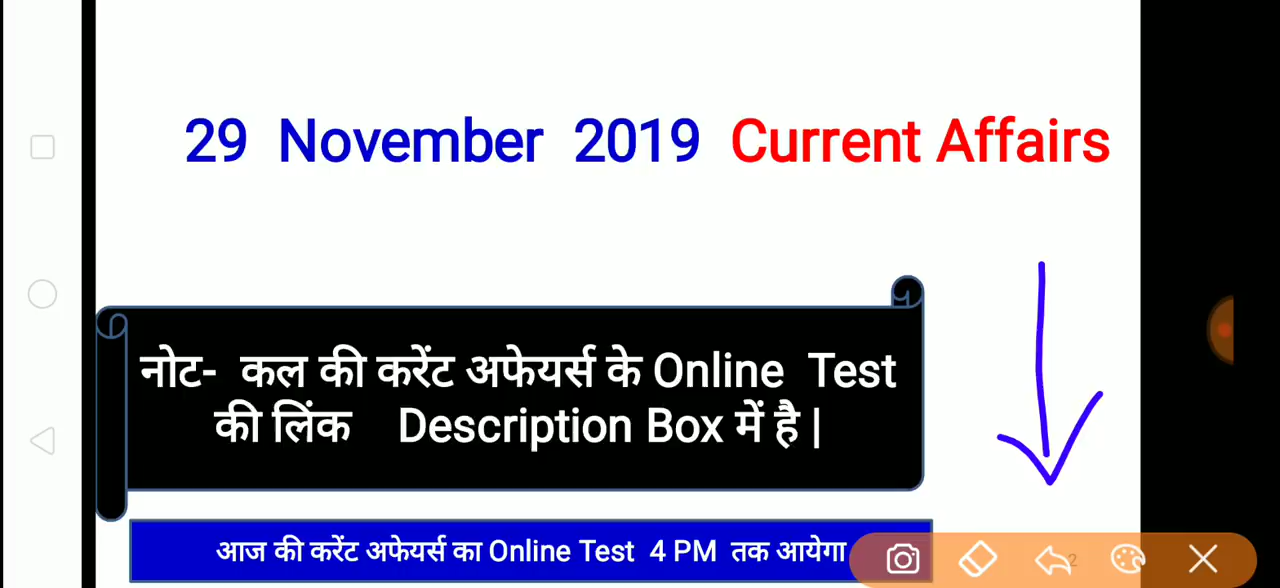 29 November 2019 Current Affairs
नोट- कल की करेंट अफेयर्स के Online Test
की लिंक Description Box में है |
आज की करेंट अफेयर्स का Online Test 4 PM तक आयेगा
2